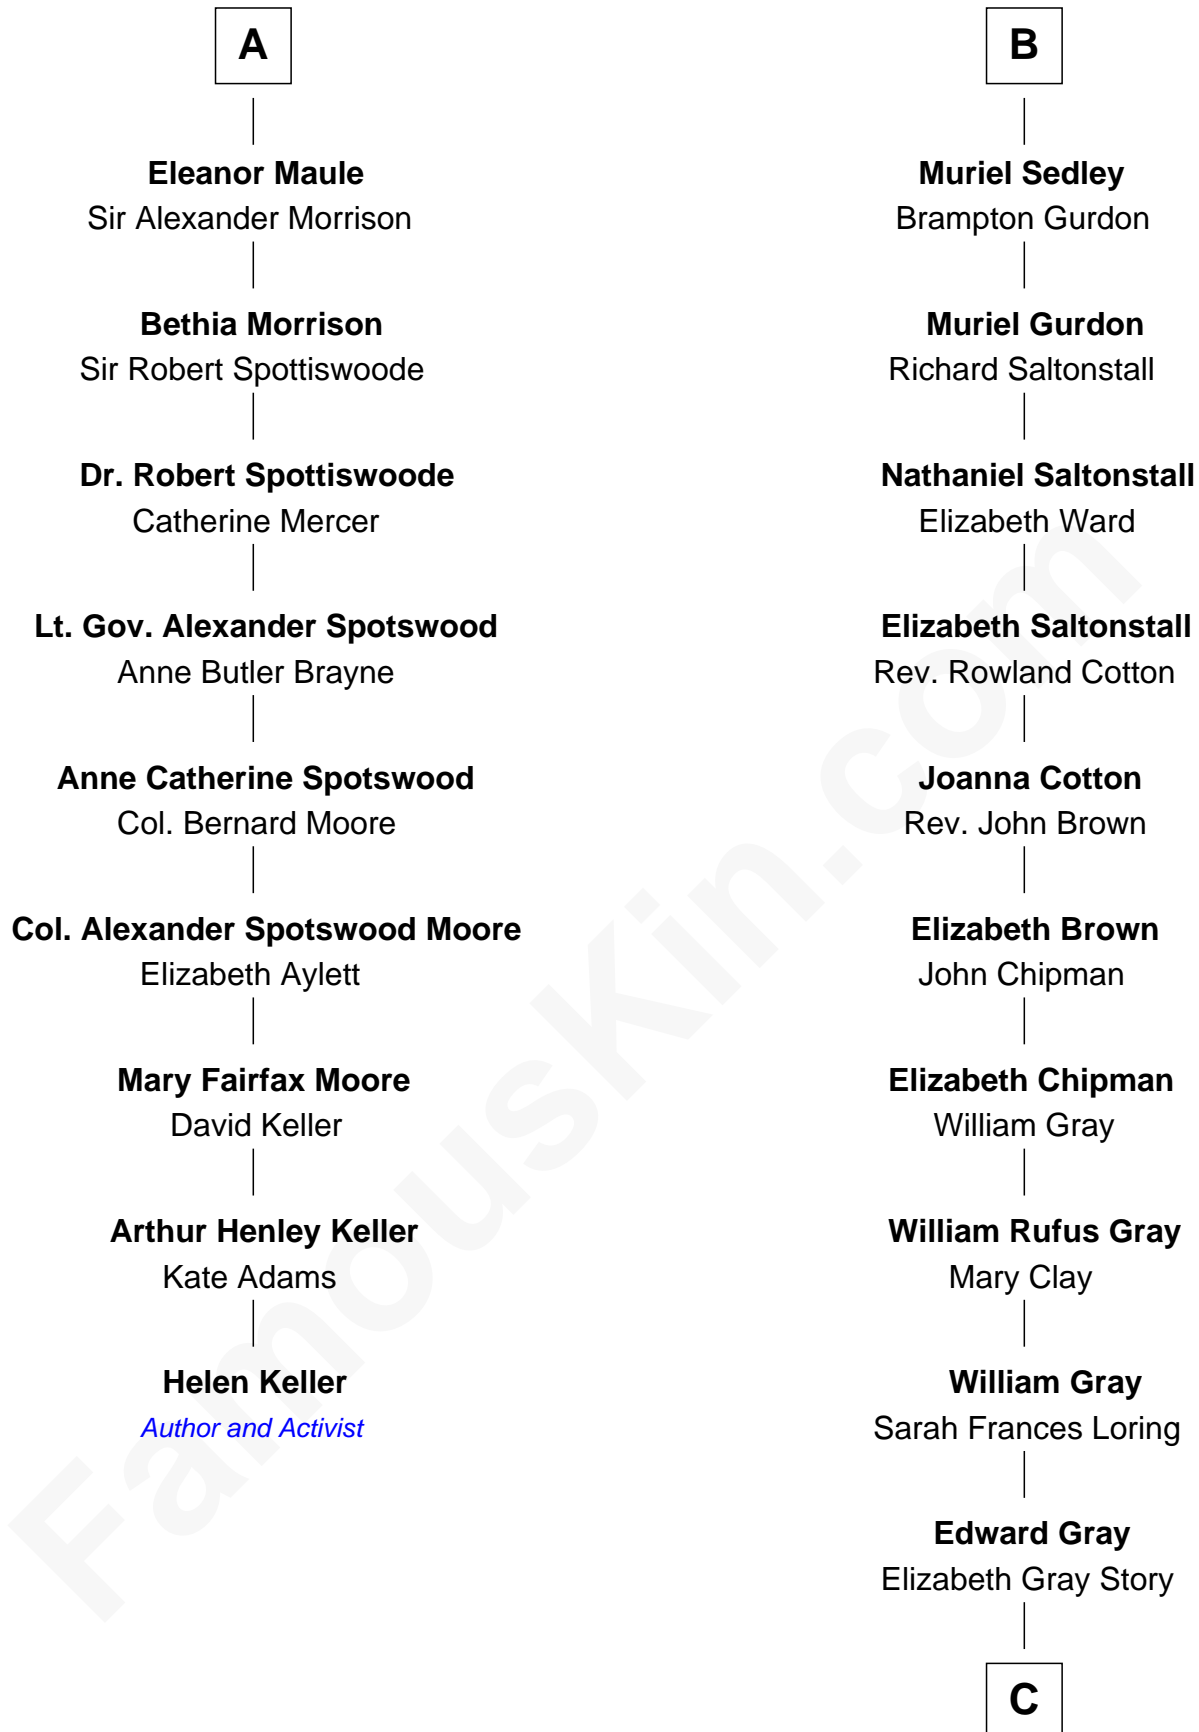 A
Eleanor Maule
Sir Alexander Morrison
Bethia Morrison
Sir Robert Spottiswoode
Dr. Robert Spottiswoode
Catherine Mercer
Lt. Gov. Alexander Spotswood
Anne Butler Brayne
Anne Catherine Spotswood
Col. Bernard Moore
Col. Alexander Spotswood Moore
Elizabeth Aylett
Mary Fairfax Moore
David Keller
Arthur Henley Keller
Kate Adams
Helen Keller
Author and Activist
B
Muriel Sedley
Brampton Gurdon
Muriel Gurdon
Richard Saltonstall
Nathaniel Saltonstall
Elizabeth Ward
Elizabeth Saltonstall
Rev. Rowland Cotton
Joanna Cotton
Rev. John Brown
Elizabeth Brown
John Chipman
Elizabeth Chipman
William Gray
William Rufus Gray
Mary Clay
William Gray
Sarah Frances Loring
Edward Gray
Elizabeth Gray Story
C
FamousKin.com